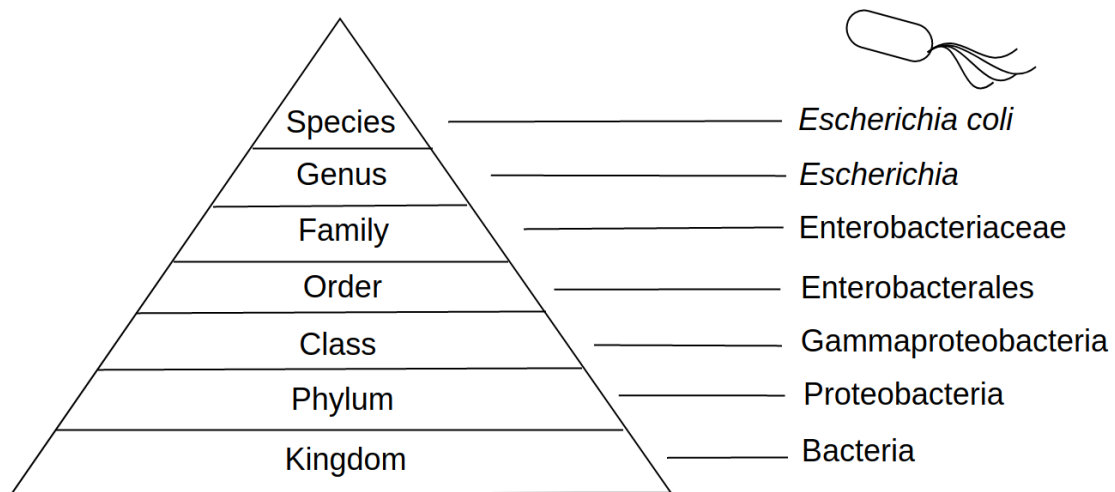 Species Escherichia coli
Genus Escherichia
Family Enterobacteriaceae
Order Enterobacterales
Class Gammaproteobacteria
Phylum Proteobacteria
Kingdom Bacteria